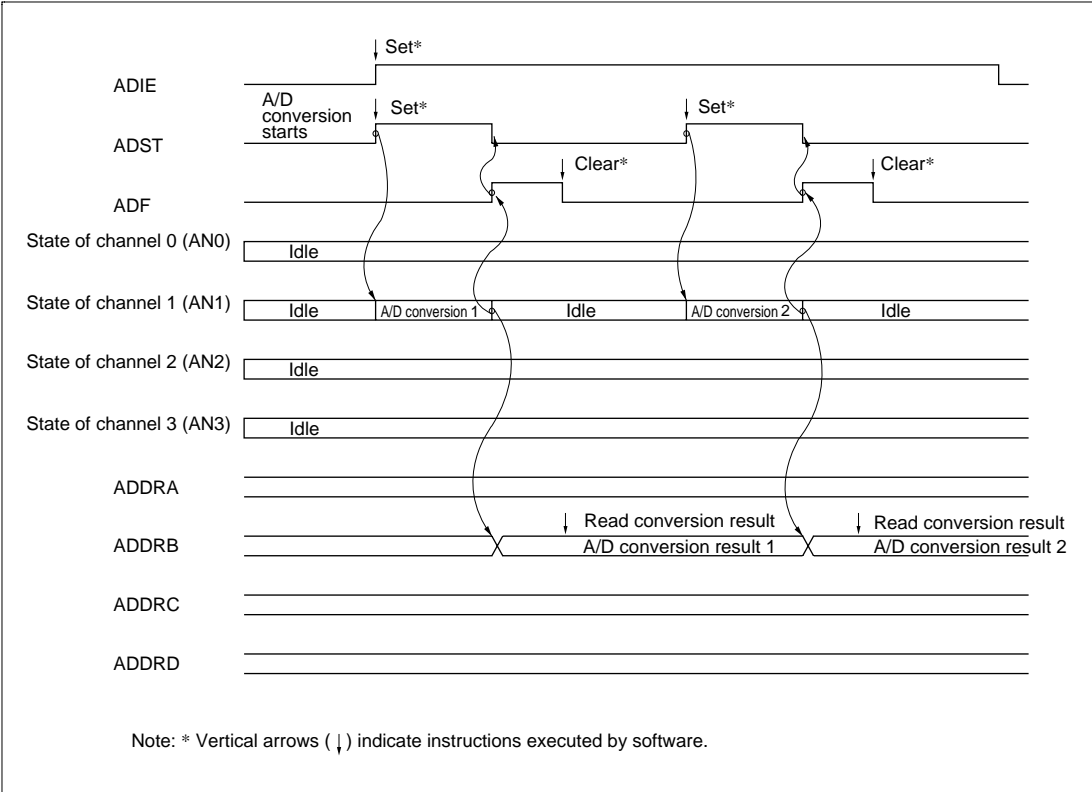 Set*
ADIE
A/D
conversion
starts
Set*
Set*
ADST
Clear*
Clear*
ADF
State of channel 0 (AN0)
Idle
State of channel 1 (AN1)
Idle
A/D conversion 1
Idle
A/D conversion 2
Idle
State of channel 2 (AN2)
Idle
State of channel 3 (AN3)
Idle
ADDRA
Read conversion result
Read conversion result
ADDRB
A/D conversion result 1
A/D conversion result 2
ADDRC
ADDRD
Note: * Vertical arrows (↓) indicate instructions executed by software.